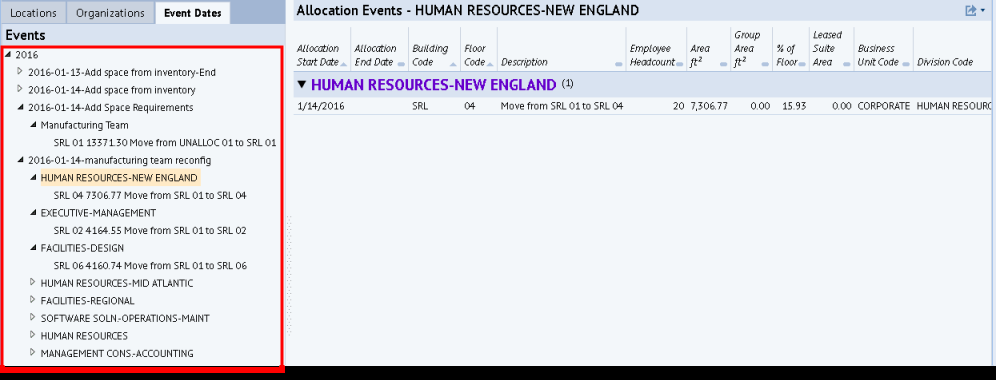 Locations
Organizations
Event Dates
Events
2016
2016-01-13-Add space from inventory-End
2016-01-14-Add space from inventory
2016-01-14-Add Space Requirements
Manufacturing Team
SRL 01 13371.30 Move from UNALLOC 01 to SRL 01
2016-01-14-manufacturing team reconfig
HUMAN RESOURCES-NEW ENGLAND
SRL 04 7306.77 Move from SRL 01 to SRL 04
EXECUTIVE-MANAGEMENT
SRL 02 4164.55 Move from SRL 01 to SRL 02
FACILITIES-DESIGN
SRL 06 4160.74 Move from SRL 01 to SRL 06
HUMAN RESOURCES-MID ATLANTIC
FACILITIES-REGIONAL
SOFTWARE SOLN.-OPERATIONS-MAINT
HUMAN RESOURCES
MANAGEMENT CONS.-ACCOUNTING
Allocation Events - HUMAN RESOURCES-NEW ENGLAND
Allocation Start Date
Allocation End Date
Building Code
Floor Code
Description
Employee Headcount
Area ft²
Group Area ft²
% of Floor
Leased Suite Area
Business Unit Code
Division Code
HUMAN RESOURCES-NEW ENGLAND (1)
1/14/2016 SRL 04 Move from SRL 01 to SRL 04 20 7,306.77 0.00 15.93 0.00 CORPORATE HUMAN RESOURC